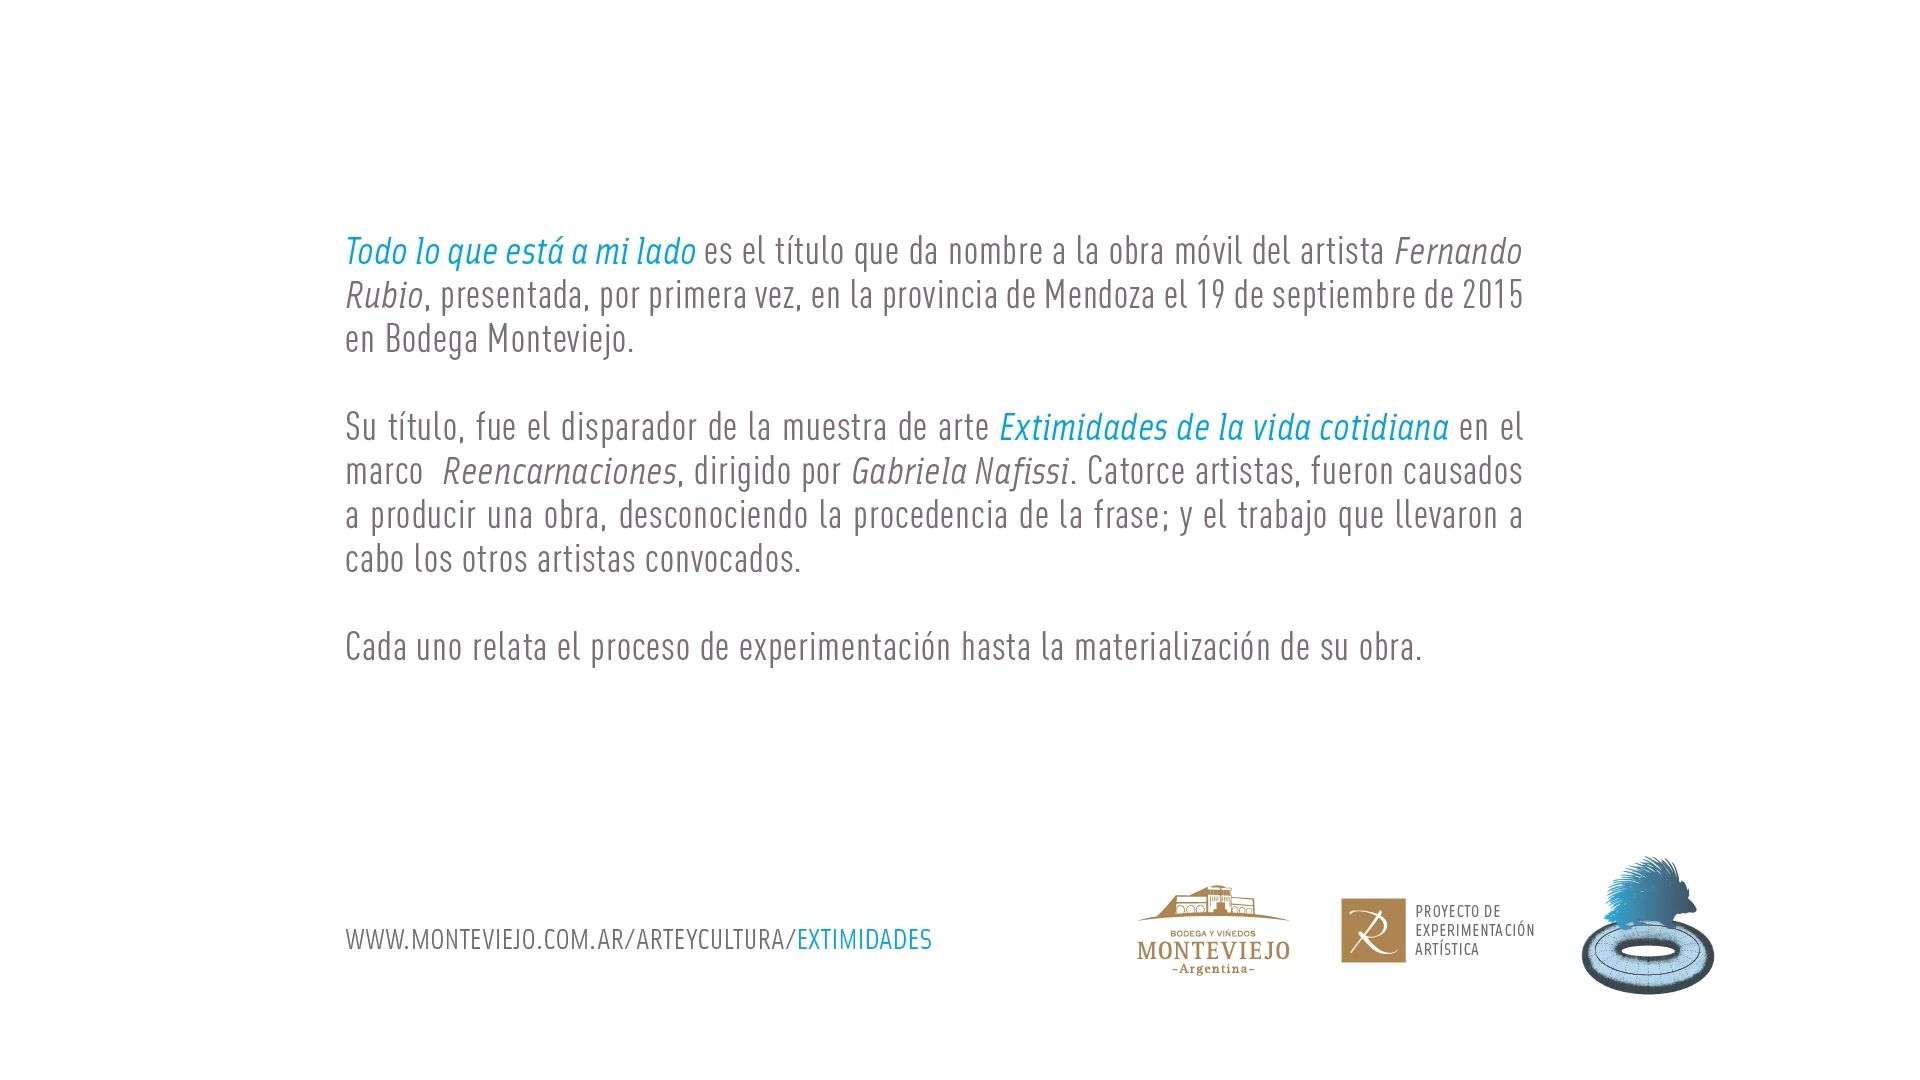 Todo lo que está a mi lado es el título que da nombre a la obra móvil del artista Fernando
Rubio, presentada, por primera vez, en la provincia de Mendoza el 19 de septiembre de 2015
en Bodega Monteviejo.
Su título, fue el disparador de la muestra de arte Extimidades de la vida cotidiana en el
marco Reencarnaciones, dirigido por Gabriela Nafissi. Catorce artistas, fueron causados
a producir una obra, desconociendo la procedencia de la frase; y el trabajo que llevaron a
cabo los otros artistas convocados.
Cada uno relata el proceso de experimentación hasta la materialización de su obra.
WWW.MONTEVIEJO.COM.AR/ARTEYCULTURA/EXTIMIDADES
BODEGA Y VIÑEDOS
MONTEVIEJO
-Argentina-
R
PROYECTO DE
EXPERIMENTACIÓN
ARTÍSTICA